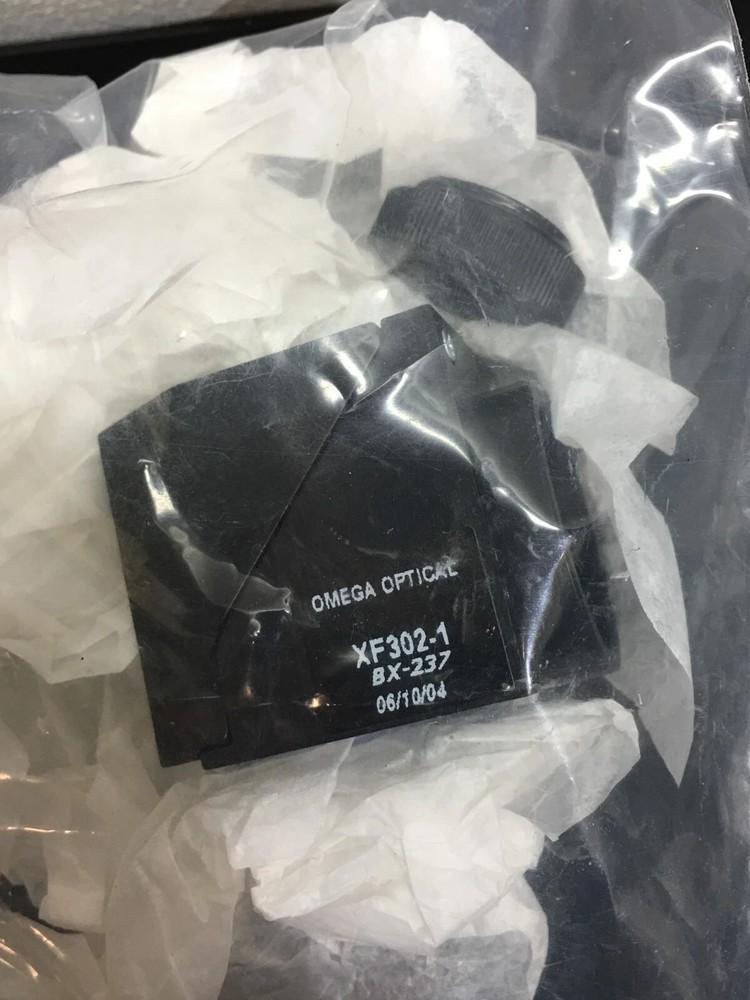 OMEGA OPTICAL
XF302-1
BX-237
06/10/04